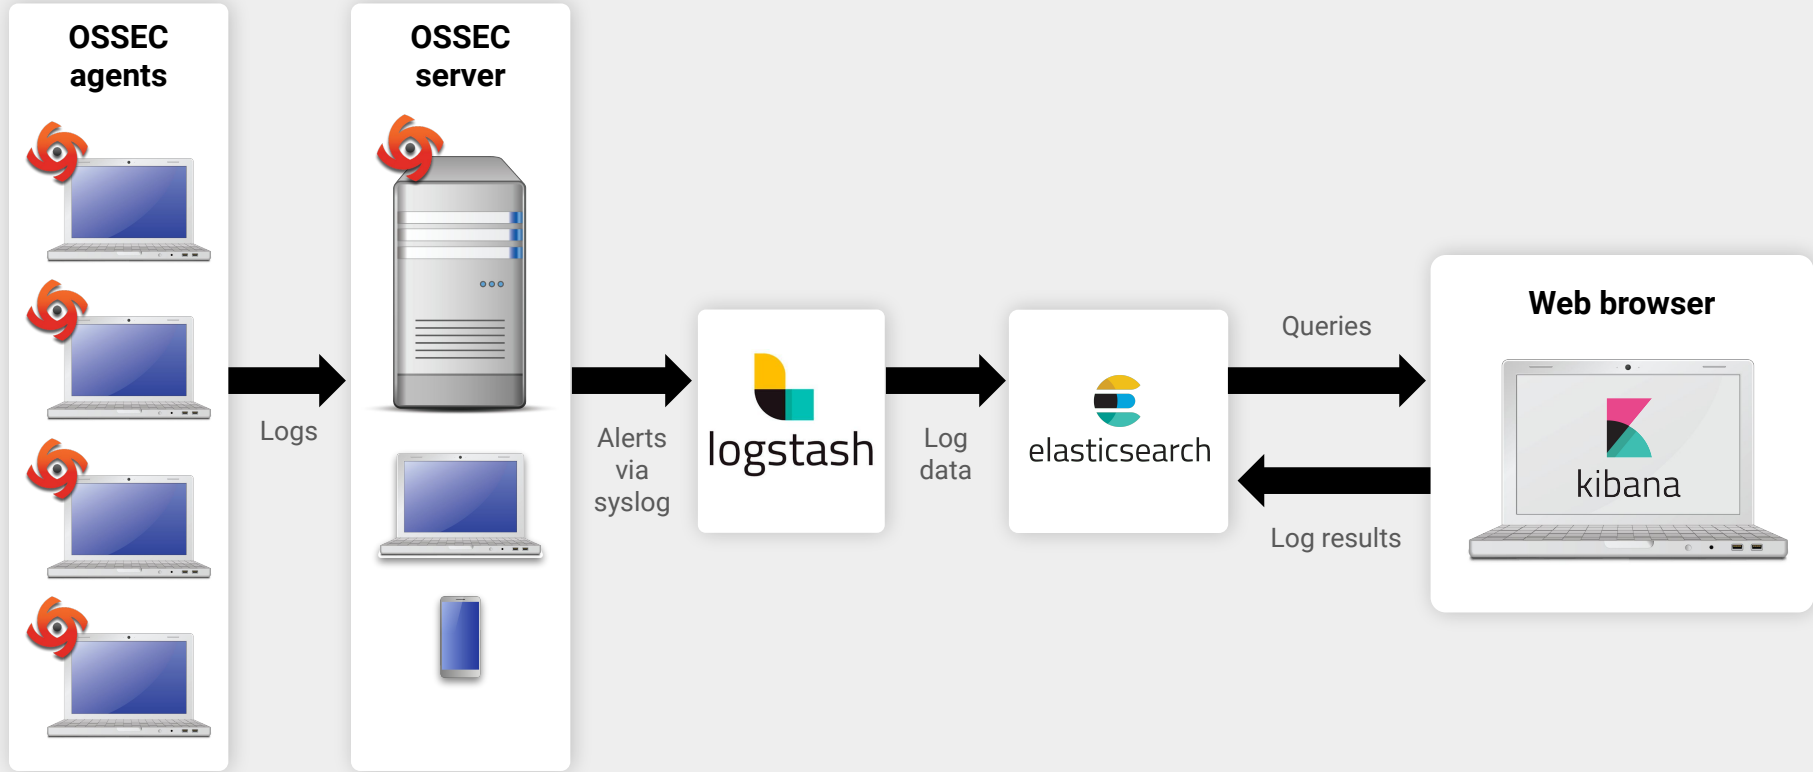 OSSEC
agents
OSSEC
server
Logs
Alerts
via
syslog
logstash
Log
data
elasticsearch
Queries
Log results
Web browser
kibana